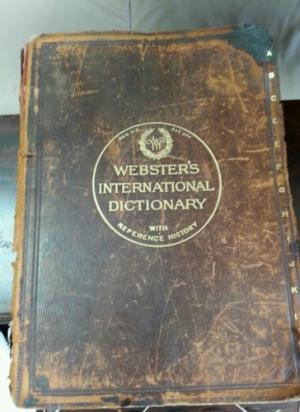 WEBSTER'S
INTERNATIONAL
DICTIONARY
WITH
REFERENCE HISTORY
A
B
C